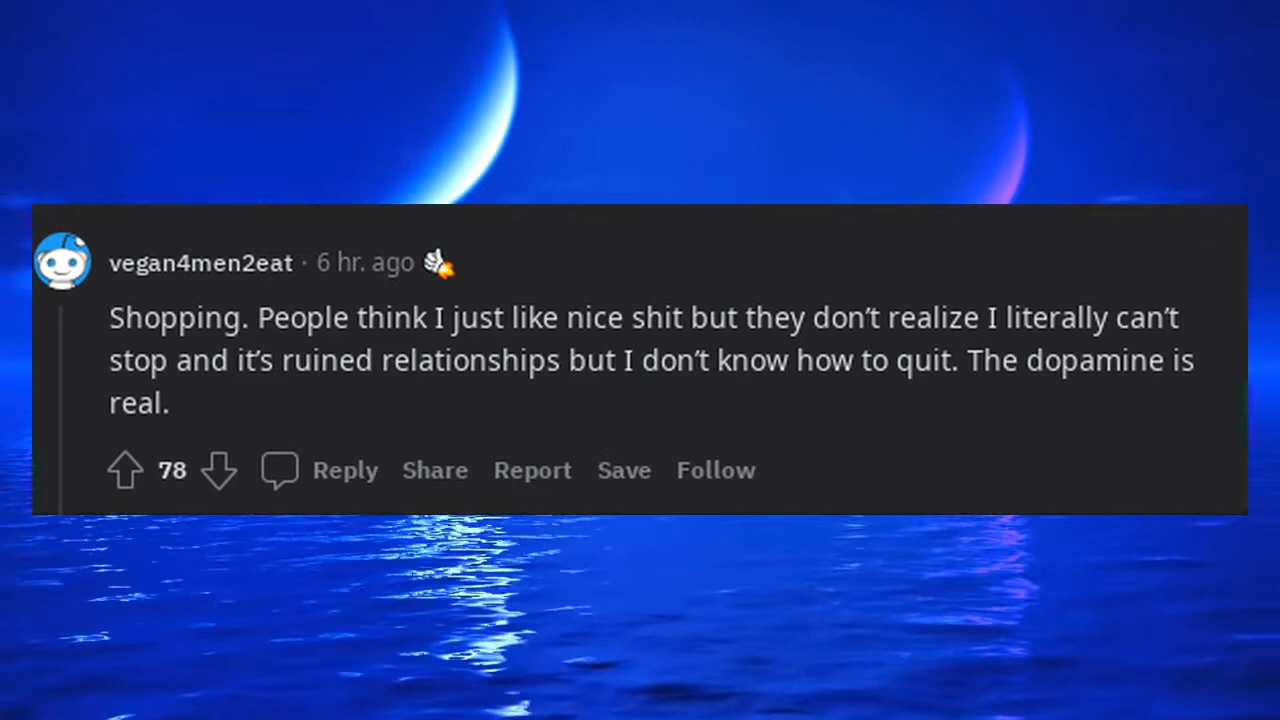 vegan4men2eat · 6 hr. ago
Shopping. People think I just like nice shit but they don’t realize I literally can’t
stop and it’s ruined relationships but I don’t know how to quit. The dopamine is
real.
78 Reply Share Report Save Follow